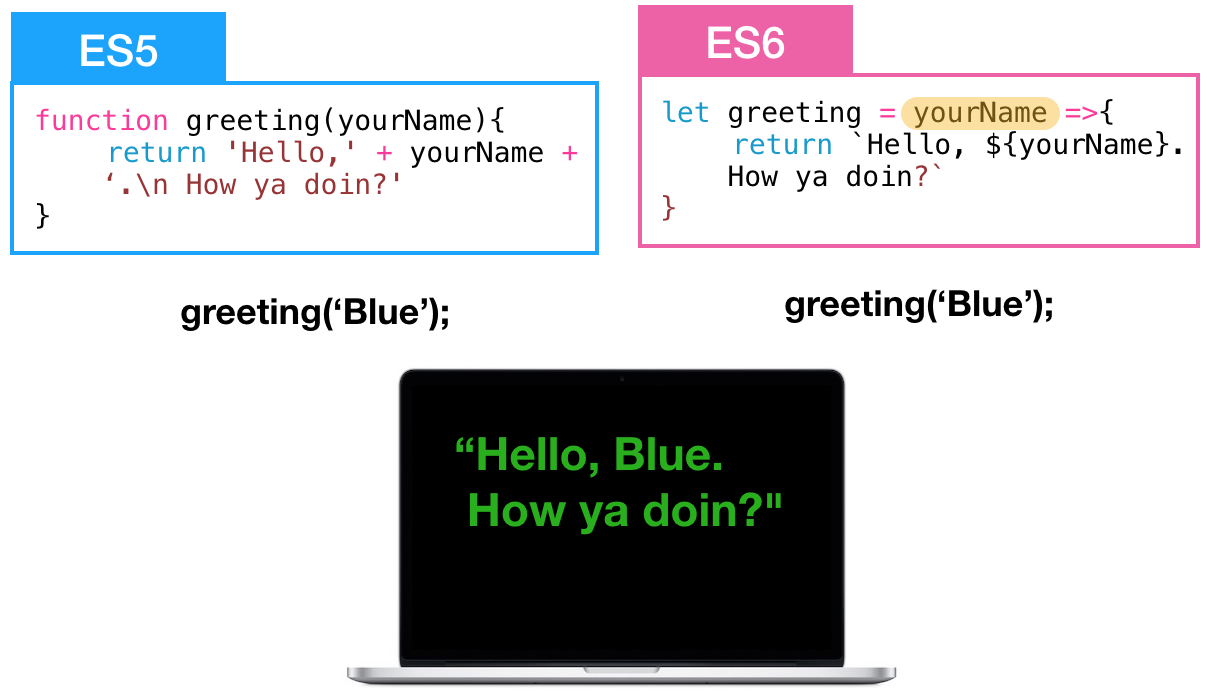 ES5
function greeting(yourName){
return 'Hello,' + yourName +
‘.\n How ya doin?'
}
greeting(‘Blue’);
ES6
let greeting = yourName =>{
return `Hello, ${yourName}.
How ya doin?`
}
greeting(‘Blue’);
“Hello, Blue.
How ya doin?"